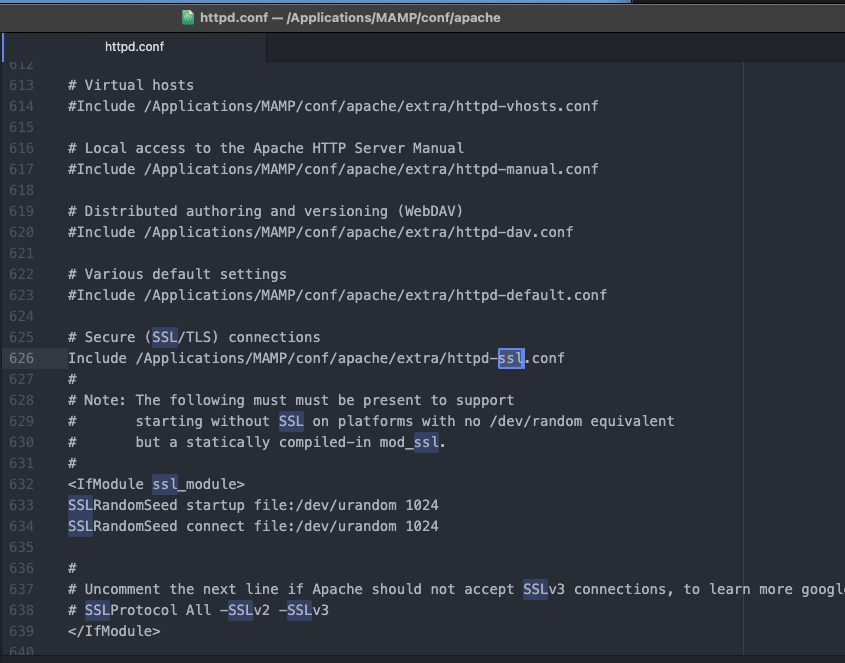 httpd.conf — /Applications/MAMP/conf/apache
httpd.conf
612
613 # Virtual hosts
614 #Include /Applications/MAMP/conf/apache/extra/httpd-vhosts.conf
615
616 # Local access to the Apache HTTP Server Manual
617 #Include /Applications/MAMP/conf/apache/extra/httpd-manual.conf
618
619 # Distributed authoring and versioning (WebDAV)
620 #Include /Applications/MAMP/conf/apache/extra/httpd-dav.conf
621
622 # Various default settings
623 #Include /Applications/MAMP/conf/apache/extra/httpd-default.conf
624
625 # Secure (SSL/TLS) connections
626 Include /Applications/MAMP/conf/apache/extra/httpd-ssl.conf
627 #
628 # Note: The following must must be present to support
629 #       starting without SSL on platforms with no /dev/random equivalent
630 #       but a statically compiled-in mod_ssl.
631 #
632 <IfModule ssl_module>
633 SSLRandomSeed startup file:/dev/urandom 1024
634 SSLRandomSeed connect file:/dev/urandom 1024
635
636 #
637 # Uncomment the next line if Apache should not accept SSLv3 connections, to learn more googl
638 # SSLProtocol All -SSLv2 -SSLv3
639 </IfModule>
640